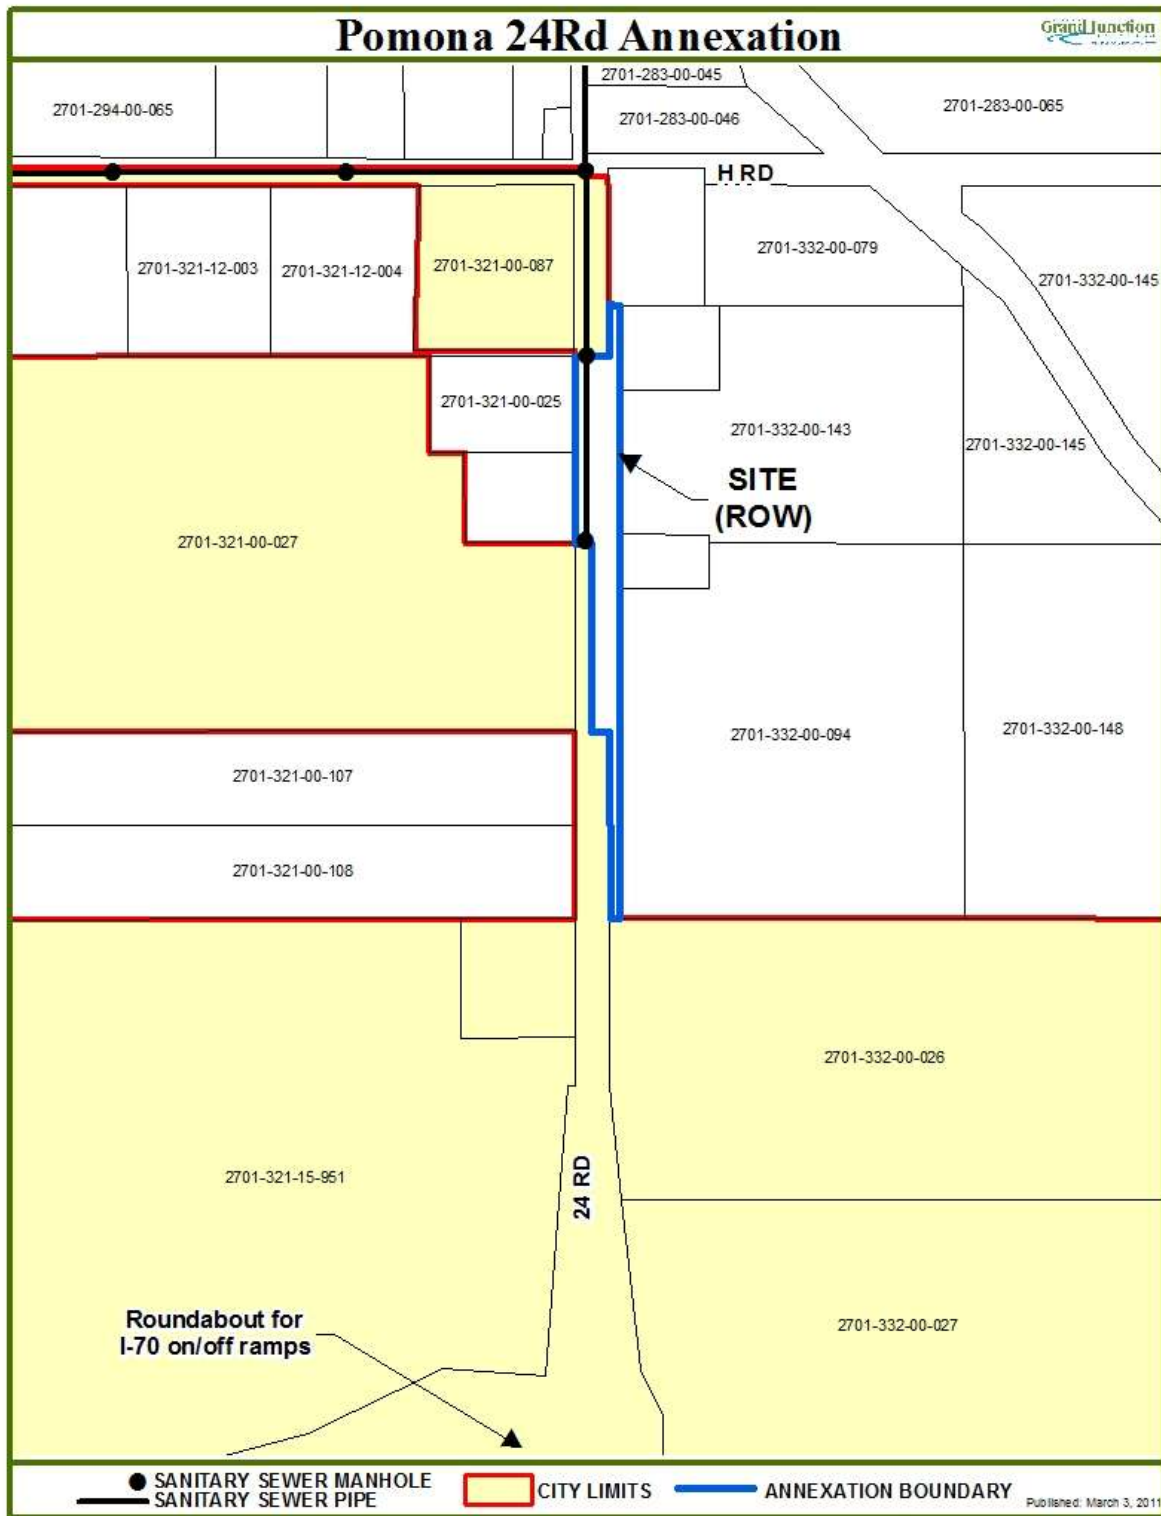 Pomona 24Rd Annexation
Grand Junction
2701-283-00-045
2701-294-00-065
2701-283-00-065
2701-283-00-046
H RD
2701-332-00-079
2701-321-12-003
2701-321-12-004
2701-321-00-087
2701-332-00-145
2701-321-00-025
2701-332-00-143
2701-332-00-145
SITE
(ROW)
2701-321-00-027
2701-332-00-094
2701-332-00-148
2701-321-00-107
2701-321-00-108
2701-332-00-026
2701-321-15-951
24 RD
Roundabout for
I-70 on/off ramps
2701-332-00-027
SANITARY SEWER MANHOLE
SANITARY SEWER PIPE
CITY LIMITS
ANNEXATION BOUNDARY
Published: March 3, 2011